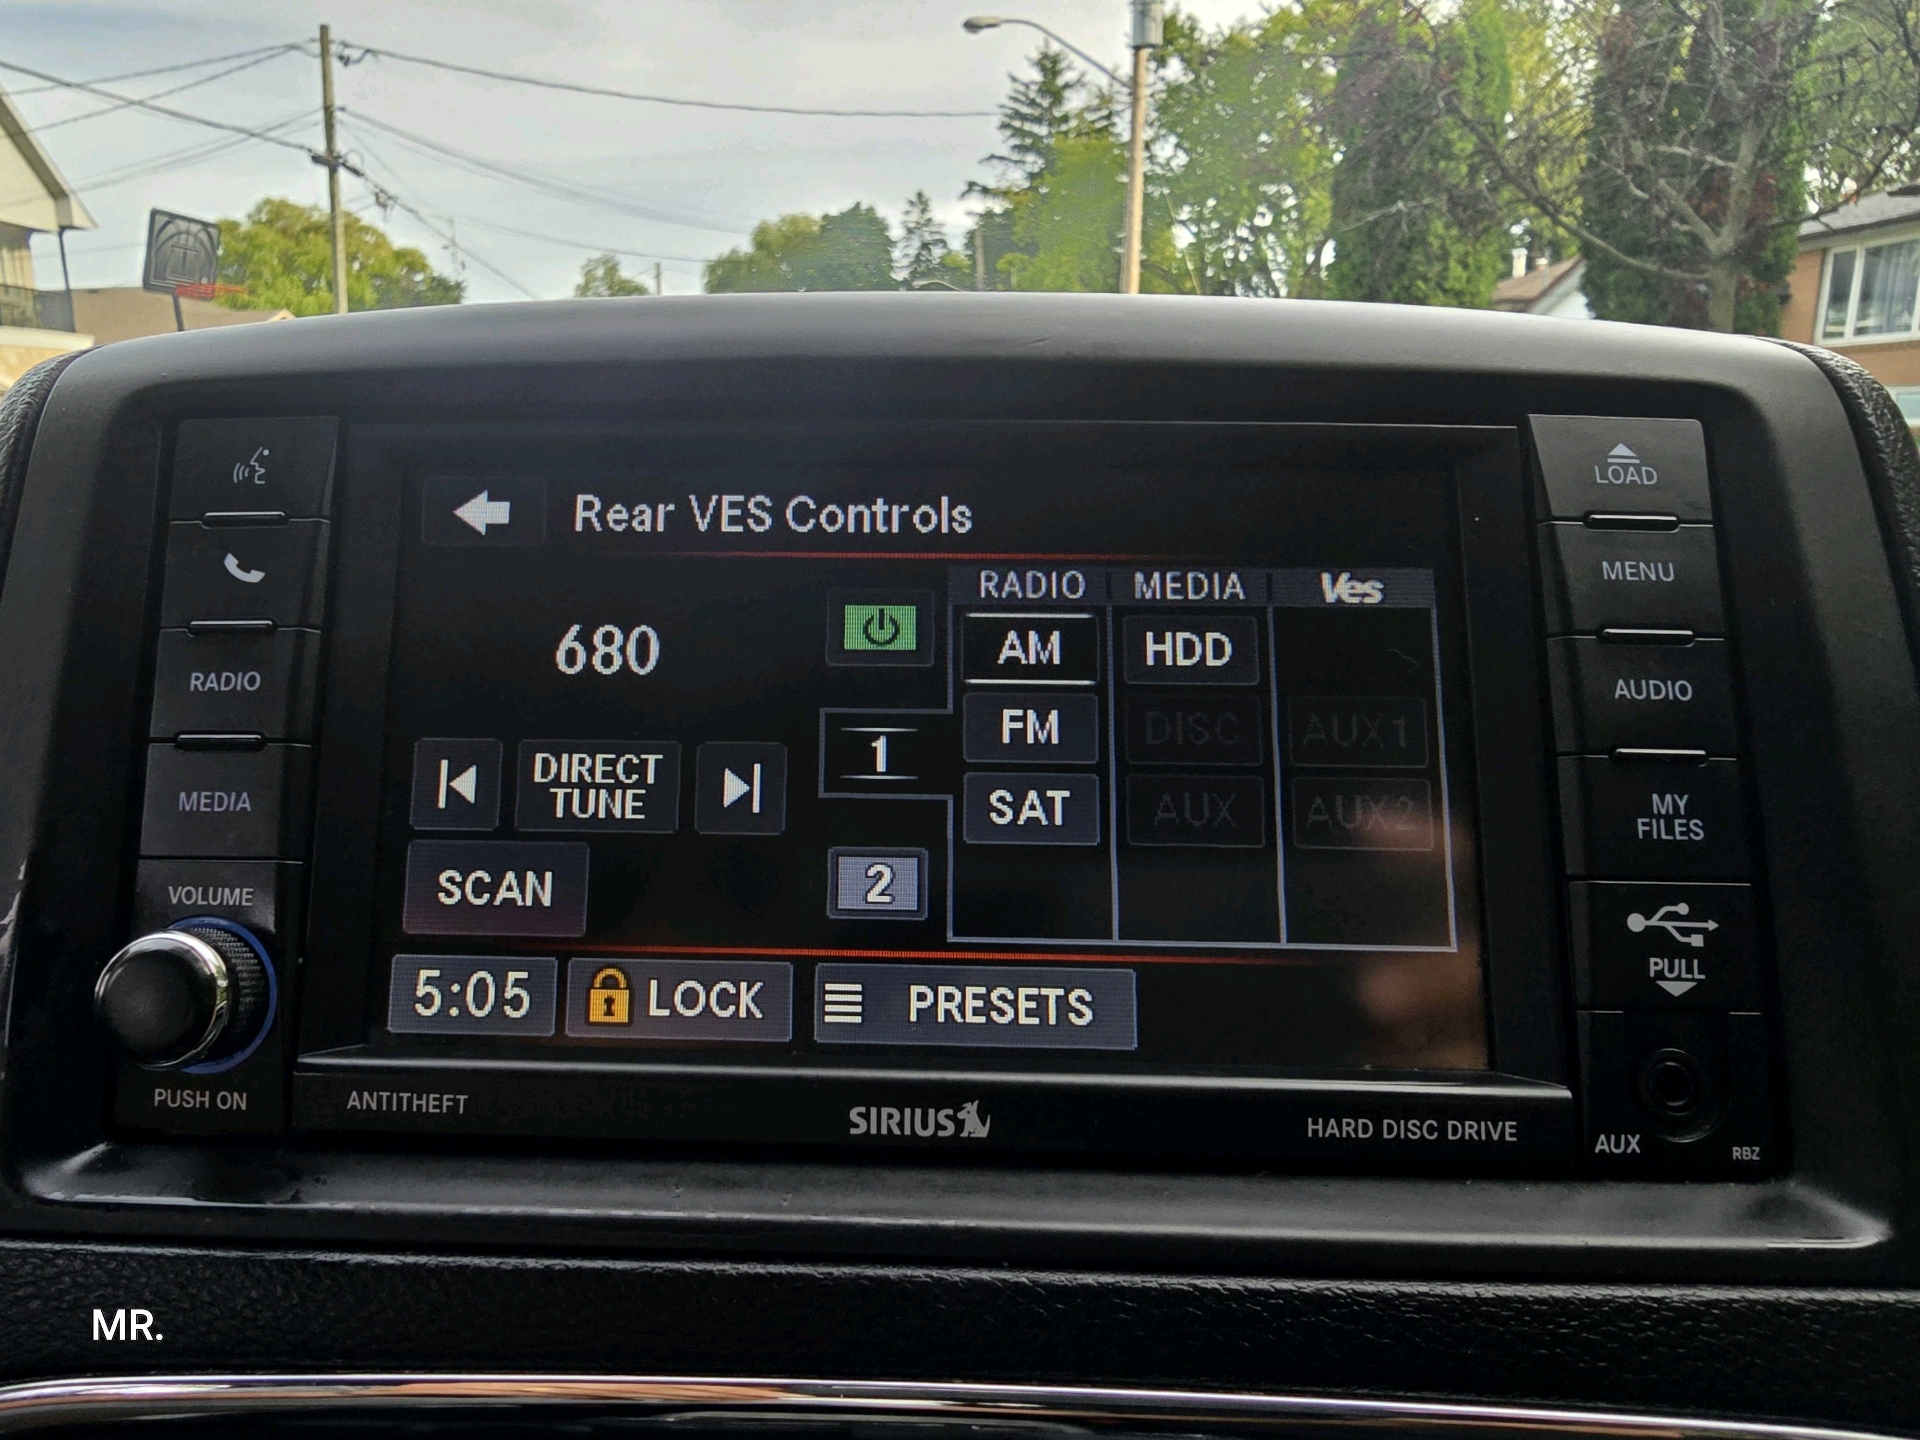 Rear VES Controls
RADIO MEDIA Ves
680
AM HDD
FM DISC AUX1
1
DIRECT
TUNE
SAT AUX AUX2
SCAN
2
5:05 LOCK PRESETS
RADIO
MEDIA
VOLUME
PUSH ON
LOAD
MENU
AUDIO
MY
FILES
PULL
AUX
RBZ
ANTITHEFT
SIRIUS
HARD DISC DRIVE
MR.